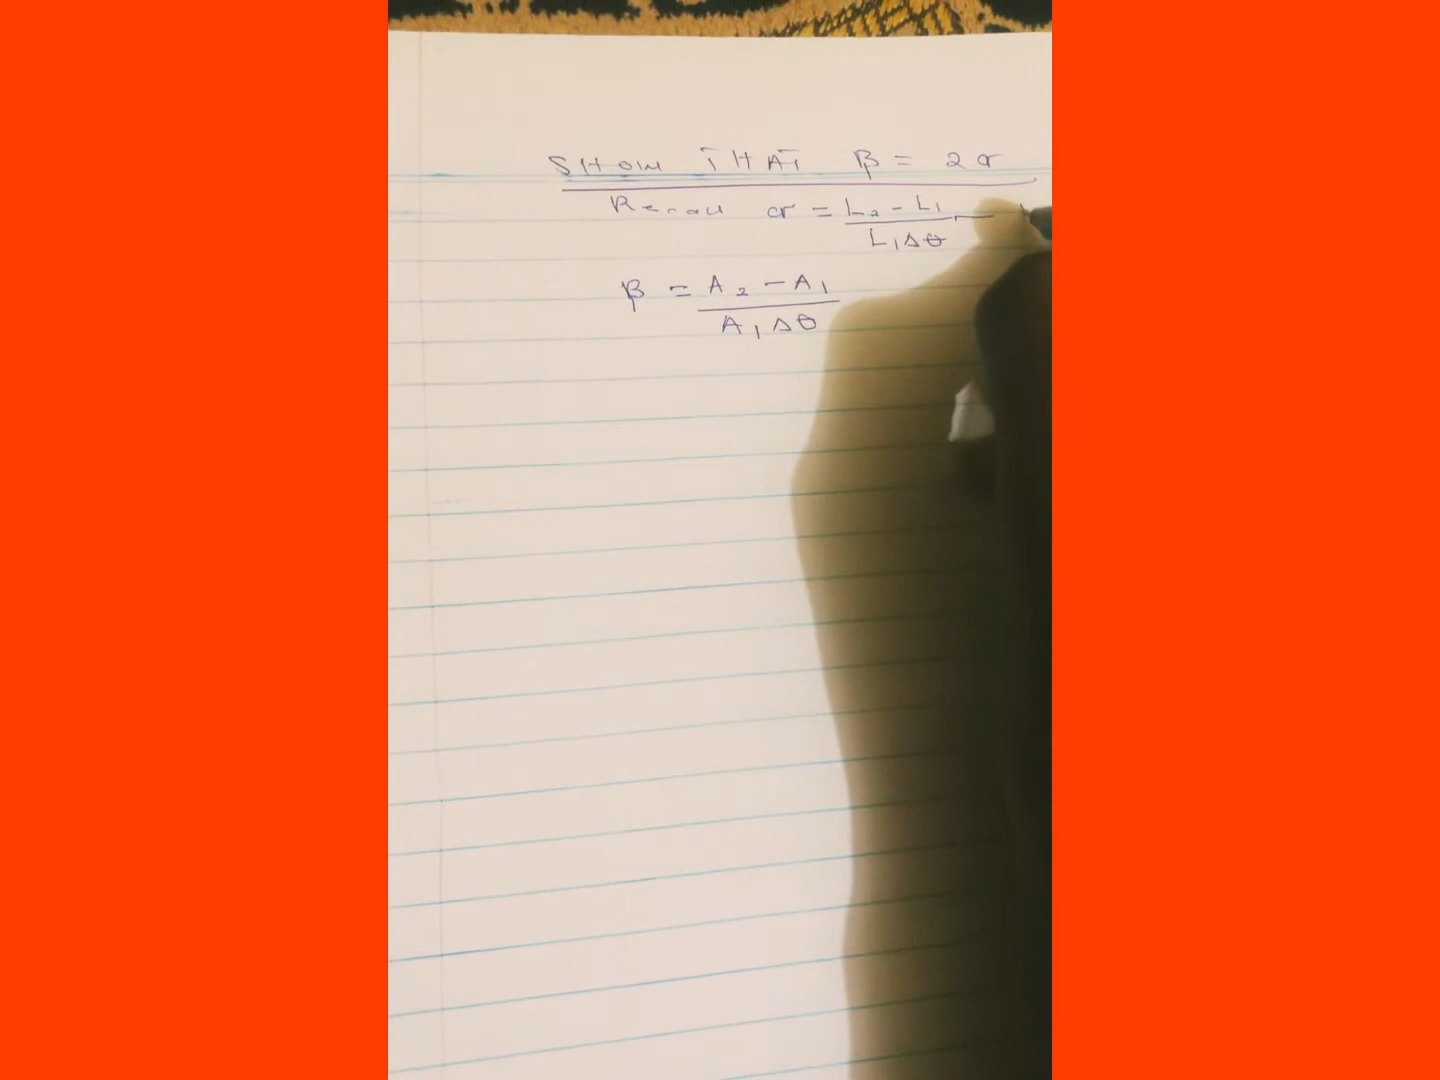 SHOW THAT β = 2α
Recall α = L₂ - L₁ / L₁Δθ
β = A₂ - A₁ / A₁Δθ